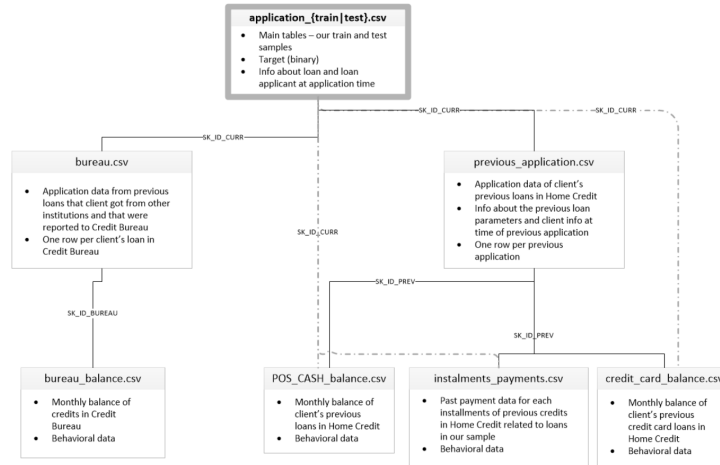 application_{train|test}.csv
• Main tables – our train and test
samples
• Target (binary)
• Info about loan and loan
applicant at application time
SK_ID_CURR
SK_ID_CURR
SK_ID_CURR
bureau.csv
• Application data from previous
loans that client got from other
institutions and that were
reported to Credit Bureau
• One row per client's loan in
Credit Bureau
previous_application.csv
• Application data of client's
previous loans in Home Credit
• Info about the previous loan
parameters and client info at
time of previous application
• One row per previous
application
SK_ID_CURR
SK_ID_PREV
SK_ID_BUREAU
SK_ID_PREV
bureau_balance.csv
• Monthly balance of
credits in Credit
Bureau
• Behavioral data
POS_CASH_balance.csv
• Monthly balance of
client's previous
loans in Home Credit
• Behavioral data
instalments_payments.csv
• Past payment data for each
installments of previous credits
in Home Credit related to loans
in our sample
• Behavioral data
credit_card_balance.csv
• Monthly balance of
client's previous
credit card loans in
Home Credit
• Behavioral data